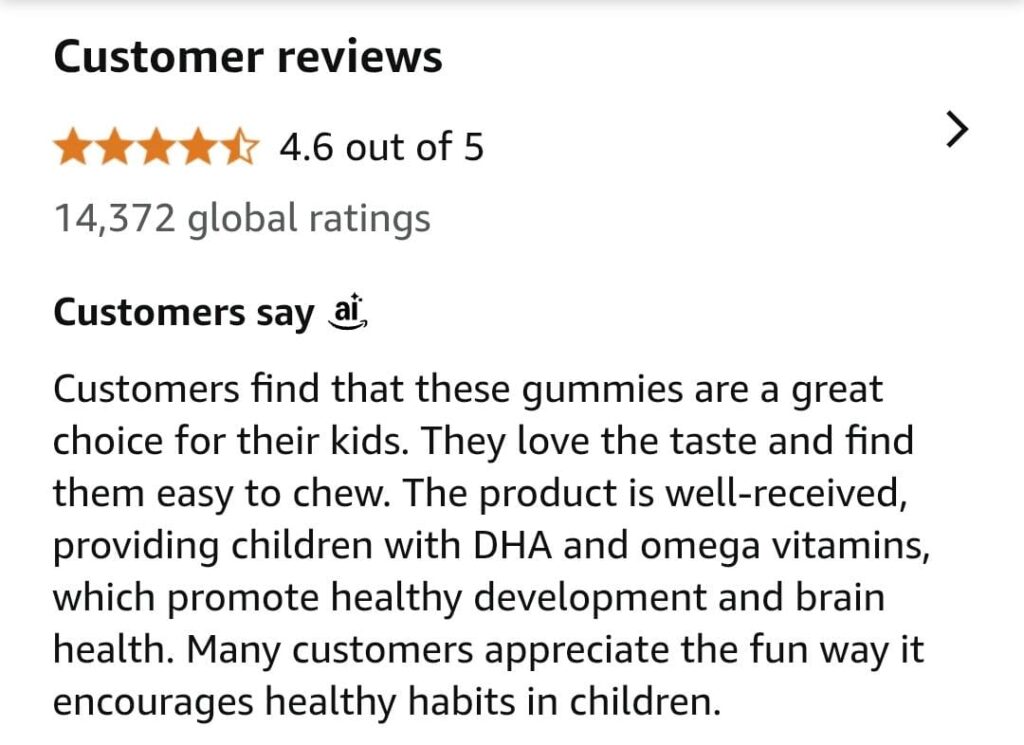 Customer reviews
4.6 out of 5
14,372 global ratings
Customers say ai
Customers find that these gummies are a great
choice for their kids. They love the taste and find
them easy to chew. The product is well-received,
providing children with DHA and omega vitamins,
which promote healthy development and brain
health. Many customers appreciate the fun way it
encourages healthy habits in children.